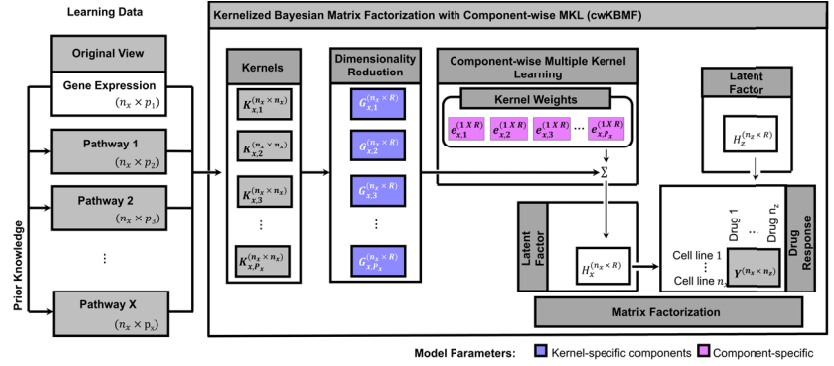 Learning Data
Kernelized Bayesian Matrix Factorization with Component-wise MKL (cwKBMF)
Original View
Gene Expression
(n_x × p_1)
Pathway 1
(n_x × p_2)
Pathway 2
(n_x × p_3)
⋮
Pathway X
(n_x × p_x)
Prior Knowledge
Kernels
K_{x,1}^{(n_x × n_x)}
K_{x,2}^{(n_x × n_x)}
K_{x,3}^{(n_x × n_x)}
⋮
K_{x,P_x}^{(n_x × n_x)}
Dimensionality
Reduction
G_{x,1}^{(n_x × R)}
G_{x,2}^{(n_x × R)}
G_{x,3}^{(n_x × R)}
⋮
G_{x,P_x}^{(n_x × R)}
Component-wise Multiple Kernel
Learning
Kernel Weights
e_{x,1}^{(1 X R)} e_{x,2}^{(1 X R)} e_{x,3}^{(1 X R)} ⋯ e_{x,P_x}^{(1 X R)}
Σ
Latent
Factor
H_z^{(n_z × R)}
Latent
Factor
H_x^{(n_x × R)}
Drug 1
⋯
Drug n_z
Cell line 1
⋮
Cell line n_x
Y^{(n_x × n_z)}
Drug
Response
Matrix Factorization
Model Parameters: Kernel-specific components Component-specific